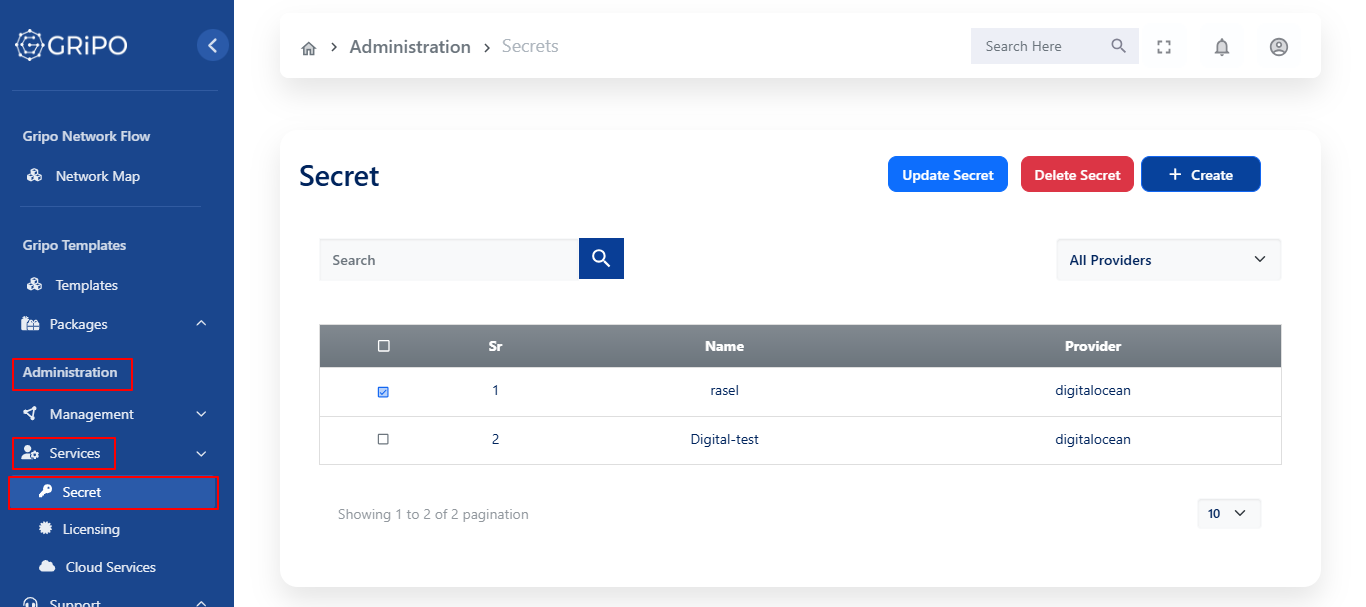 GRiPO
Gripo Network Flow
Network Map
Gripo Templates
Templates
Packages
Administration
Management
Services
Secret
Licensing
Cloud Services
Support
Administration Secrets
Search Here
Secret
Update Secret Delete Secret + Create
Search
All Providers
Sr Name Provider
1 rasel digitalocean
2 Digital-test digitalocean
Showing 1 to 2 of 2 pagination
10